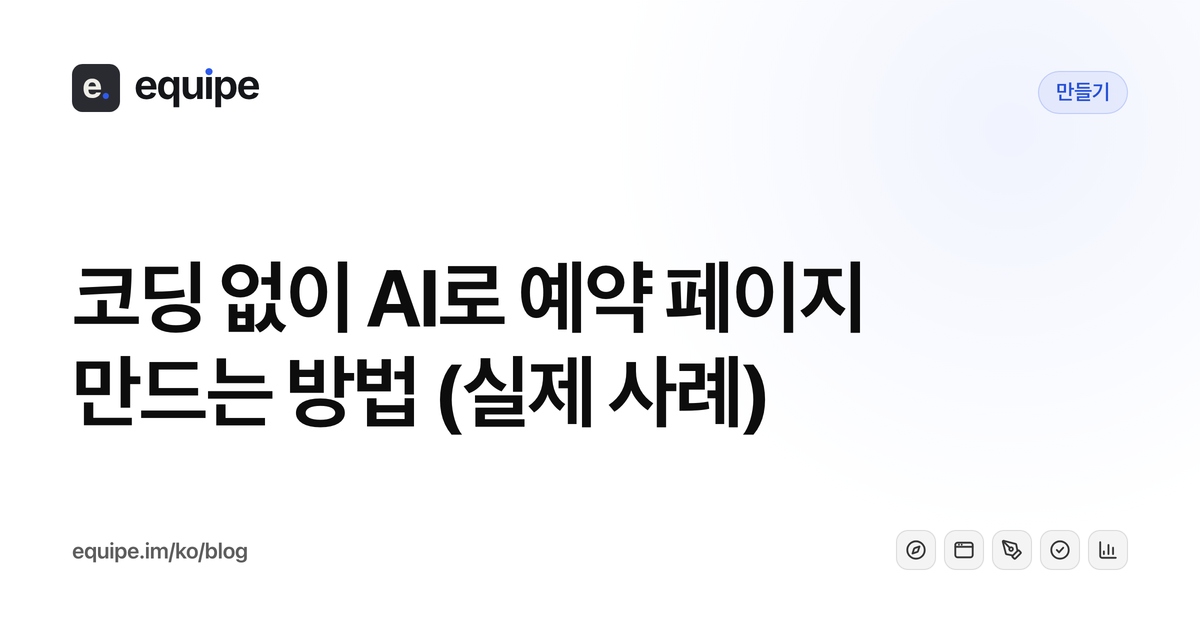 e. equipe
만들기
코딩 없이 AI로 예약 페이지
만드는 방법 (실제 사례)
equipe.im/ko/blog